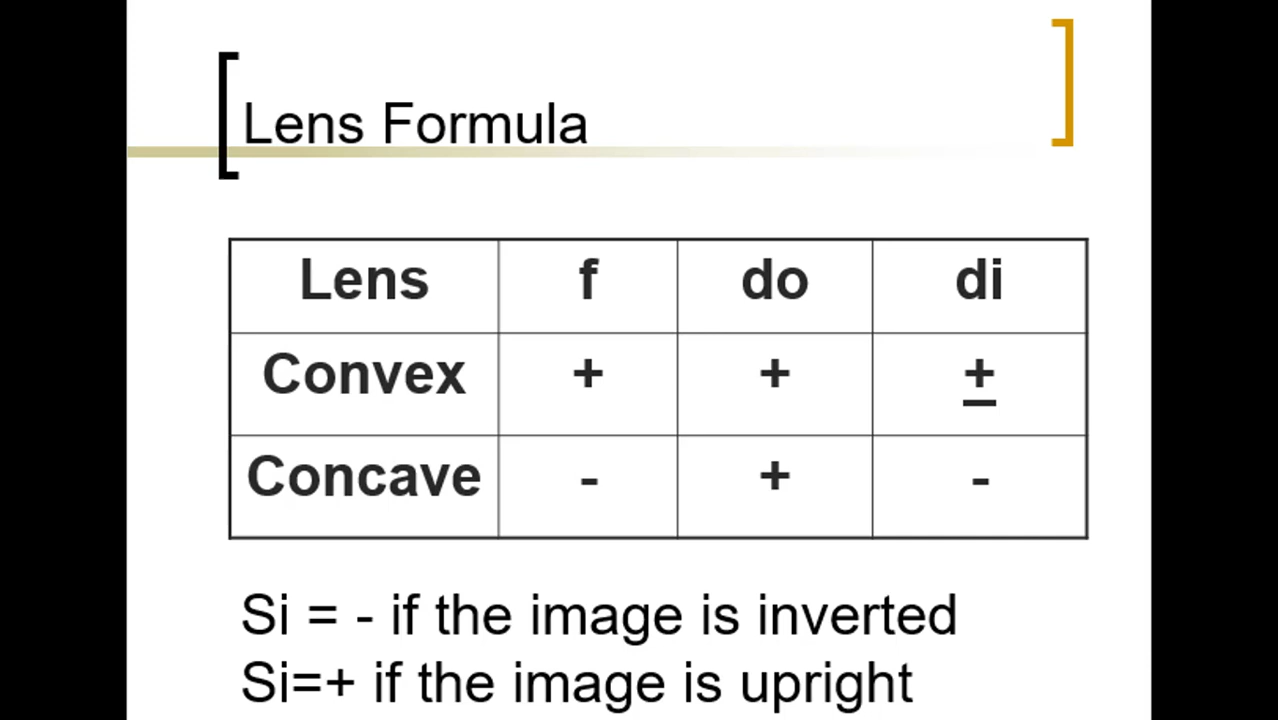 Lens Formula
Lens f do di
Convex + + ±
Concave - + -
Si = - if the image is inverted
Si=+ if the image is upright